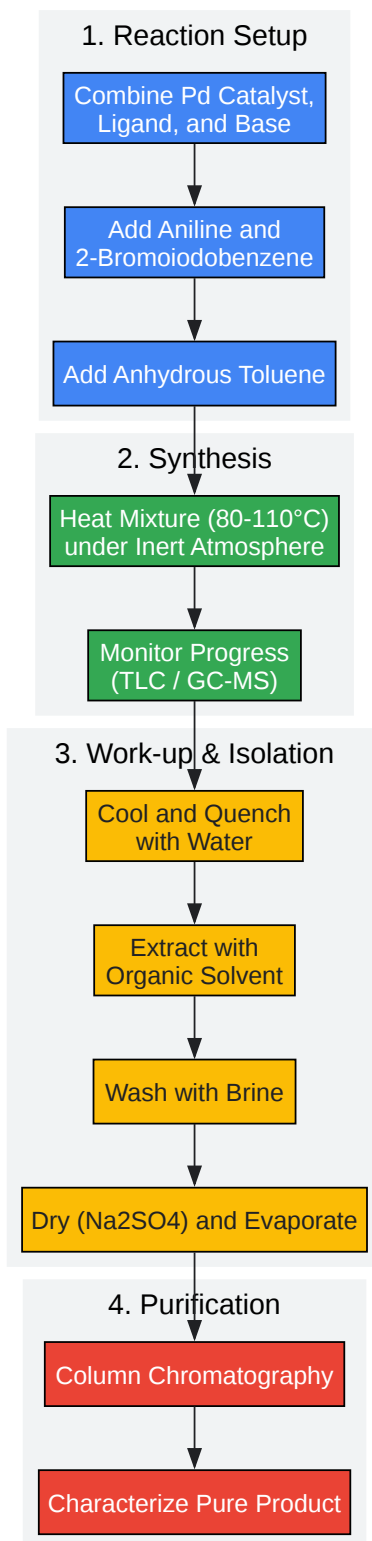 1. Reaction Setup
Combine Pd Catalyst,
Ligand, and Base
Add Aniline and
2-Bromoiodobenzene
Add Anhydrous Toluene
2. Synthesis
Heat Mixture (80-110°C)
under Inert Atmosphere
Monitor Progress
(TLC / GC-MS)
3. Work-up & Isolation
Cool and Quench
with Water
Extract with
Organic Solvent
Wash with Brine
Dry (Na2SO4) and Evaporate
4. Purification
Column Chromatography
Characterize Pure Product